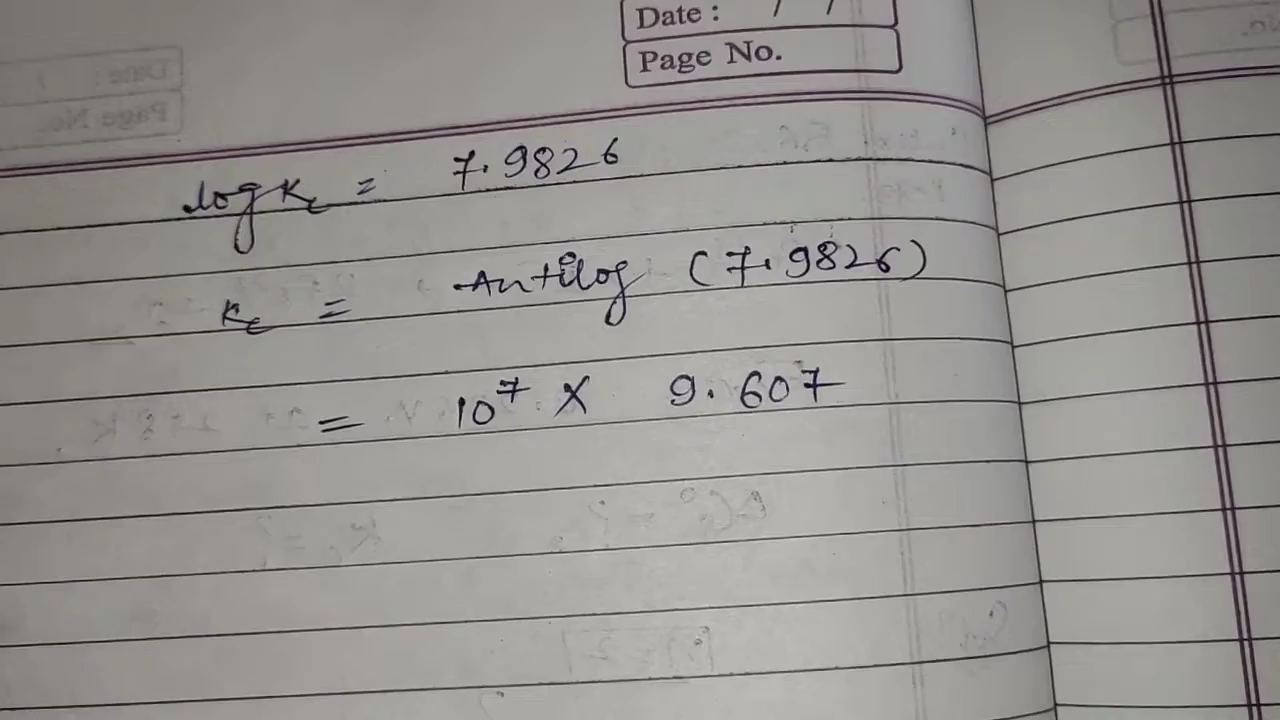 Date : / /
Page No.
log Kc = 7.9826
Kc = Antilog (7.9826)
= 10⁷ × 9.607